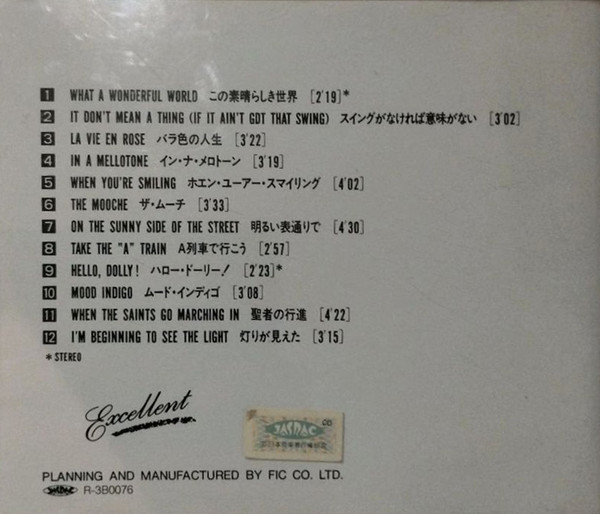 1 WHAT A WONDERFUL WORLD この素晴らしき世界 [2'19]*
2 IT DON'T MEAN A THING (IF IT AIN'T GDT THAT SWING) スイングがなければ意味がない [3'02]
3 LA VIE EN ROSE バラ色の人生 [3'22]
4 IN A MELLOTONE イン・ナ・メロトーン [3'19]
5 WHEN YOU'RE SMILING ホエン・ユーアー・スマイリング [4'02]
6 THE MOOCHE ザ・ムーチ [3'33]
7 ON THE SUNNY SIDE OF THE STREET 明るい表通りで [4'30]
8 TAKE THE "A" TRAIN A列車で行こう [2'57]
9 HELLO, DOLLY! ハロー・ドーリー! [2'23]*
10 MOOD INDIGO ムード・インディゴ [3'08]
11 WHEN THE SAINTS GO MARCHING IN 聖者の行進 [4'22]
12 I'M BEGINNING TO SEE THE LIGHT 灯りが見えた [3'15]
* STEREO
Excellent
JASRAC
PLANNING AND MANUFACTURED BY FIC CO. LTD.
JASRAC R-3B0076